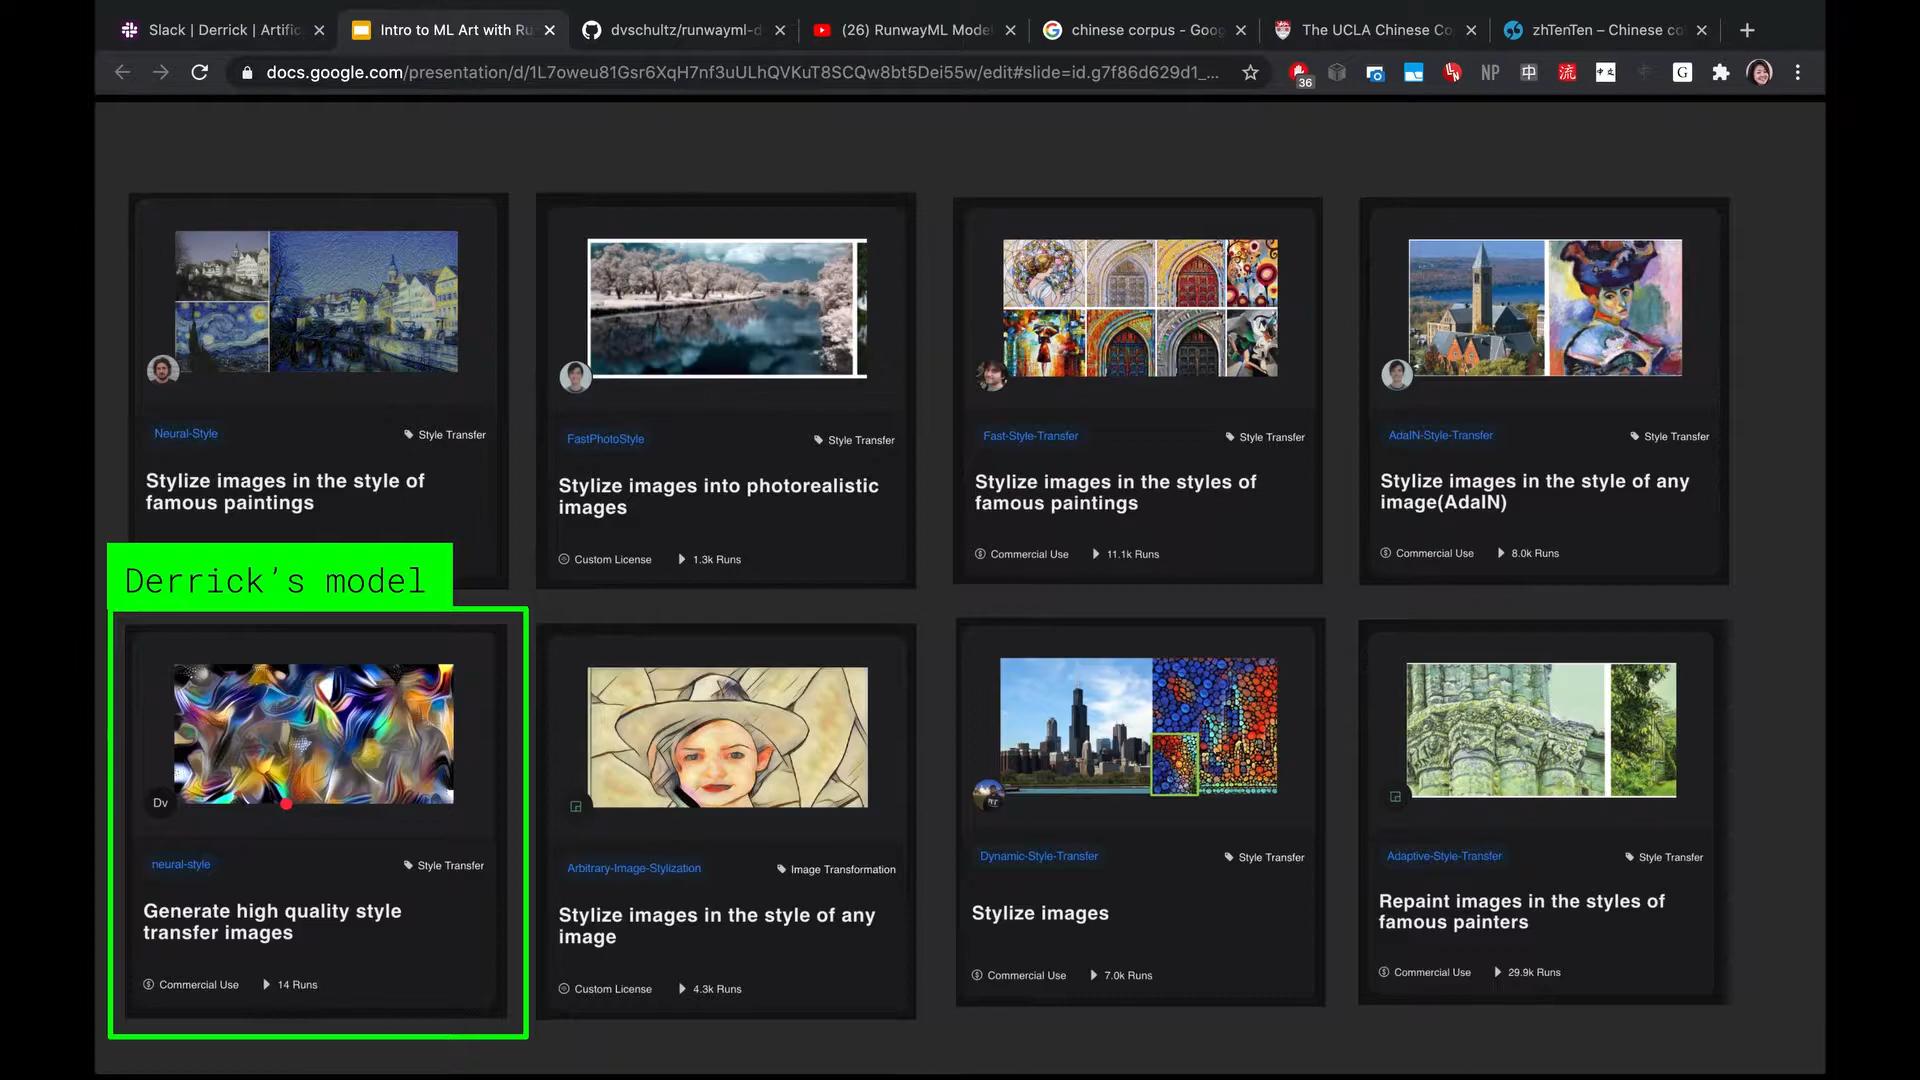 Slack | Derrick | Artific
Intro to ML Art with Ru
dvschultz/runwayml-d
(26) RunwayML Mode
chinese corpus - Goog
The UCLA Chinese Co
zhTenTen – Chinese co
docs.google.com/presentation/d/1L7oweu81Gsr6XqH7nf3uULhQVKuT8SCQw8bt5Dei55w/edit#slide=id.g7f86d629d1_...
36
NP
中
流
G
Neural-Style
Style Transfer
Stylize images in the style of
famous paintings
FastPhotoStyle
Style Transfer
Stylize images into photorealistic
images
Custom License
1.3k Runs
Fast-Style-Transfer
Style Transfer
Stylize images in the styles of
famous paintings
Commercial Use
11.1k Runs
AdaIN-Style-Transfer
Style Transfer
Stylize images in the style of any
image(AdaIN)
Commercial Use
8.0k Runs
Derrick’s model
Dv
neural-style
Style Transfer
Generate high quality style
transfer images
Commercial Use
14 Runs
Arbitrary-Image-Stylization
Image Transformation
Stylize images in the style of any
image
Custom License
4.3k Runs
Dynamic-Style-Transfer
Style Transfer
Stylize images
Commercial Use
7.0k Runs
Adaptive-Style-Transfer
Style Transfer
Repaint images in the styles of
famous painters
Commercial Use
29.9k Runs